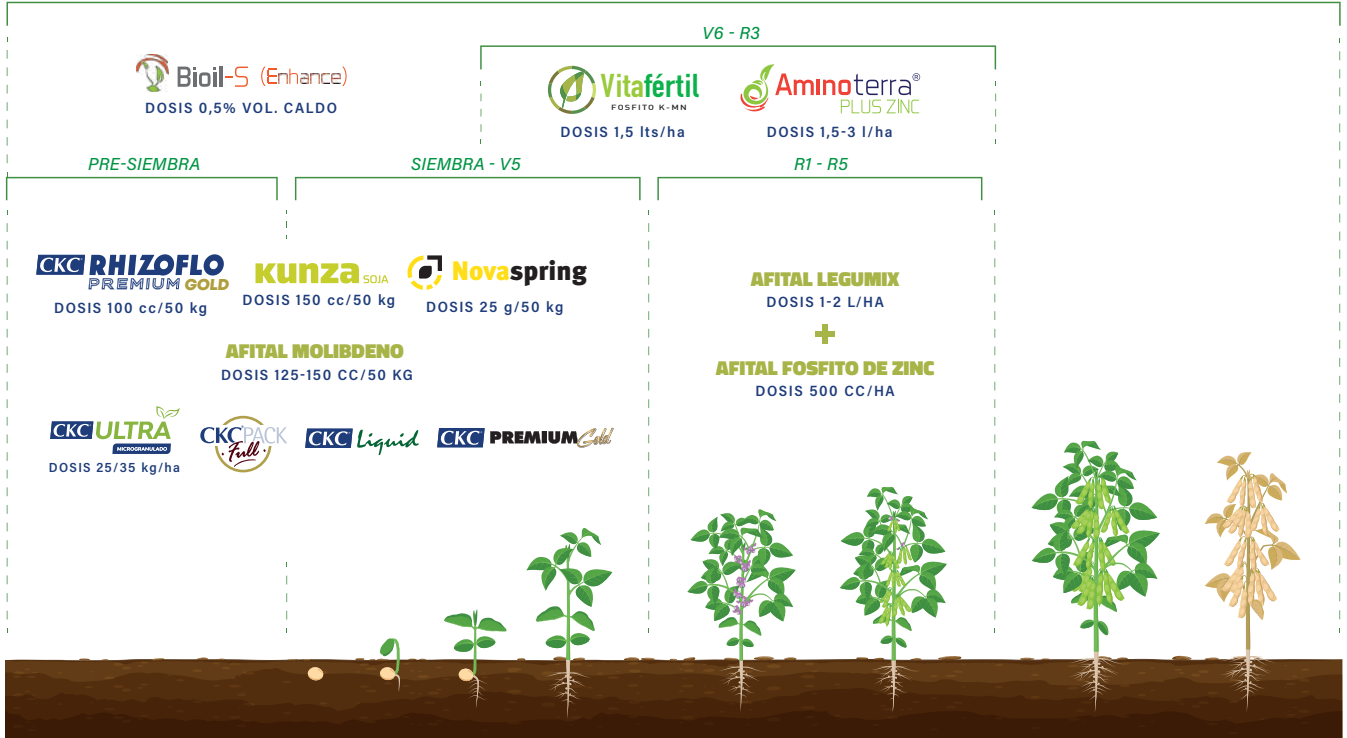 V6 - R3
Bioil-S (Enhance)
DOSIS 0,5% VOL. CALDO
Vitafértil
FOSFITO K-MN
DOSIS 1,5 lts/ha
Aminoterra®
PLUS ZINC
DOSIS 1,5-3 l/ha
PRE-SIEMBRA
SIEMBRA - V5
R1 - R5
CKC RHIZOFLO
PREMIUM GOLD
DOSIS 100 cc/50 kg
Kunza SOJA
DOSIS 150 cc/50 kg
Novaspring
DOSIS 25 g/50 kg
AFITAL LEGUMIX
DOSIS 1-2 L/HA
+
AFITAL FOSFITO DE ZINC
DOSIS 500 CC/HA
AFITAL MOLIBDENO
DOSIS 125-150 CC/50 KG
CKC ULTRA
MICROGRANULADO
DOSIS 25/35 kg/ha
CKC PACK
Full
CKC Liquid
CKC PREMIUM Gold